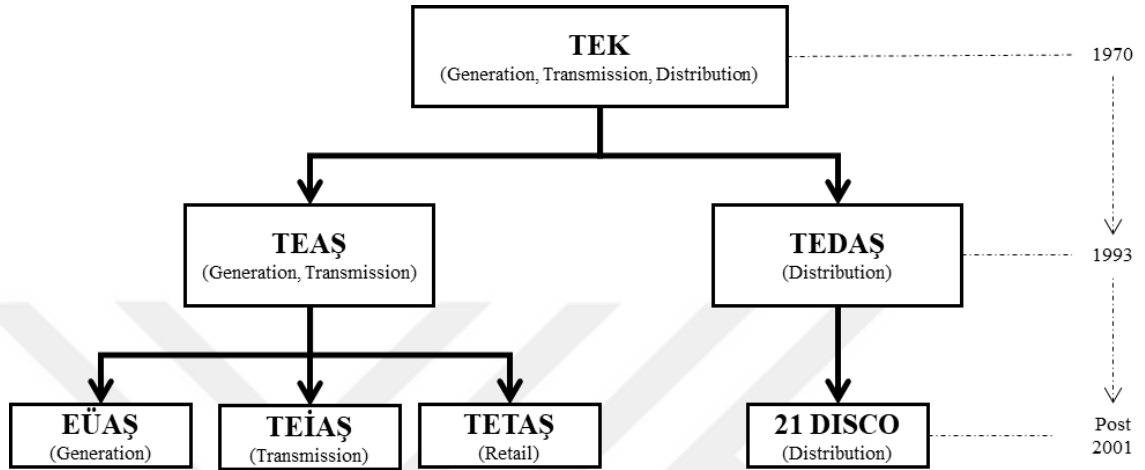 TEK
(Generation, Transmission, Distribution)
1970
TEAŞ
(Generation, Transmission)
TEDAŞ
(Distribution)
1993
EÜAŞ
(Generation)
TEİAŞ
(Transmission)
TETAŞ
(Retail)
21 DISCO
(Distribution)
Post
2001